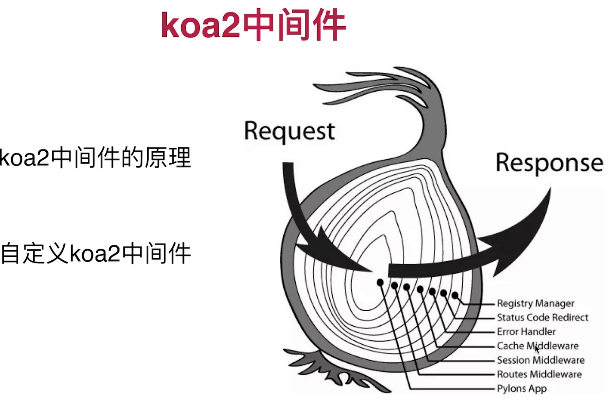 koa2中间件
koa2中间件的原理
自定义koa2中间件
Request
Response
Registry Manager
Status Code Redirect
Error Handler
Cache Middleware
Session Middleware
Routes Middleware
Pylons App